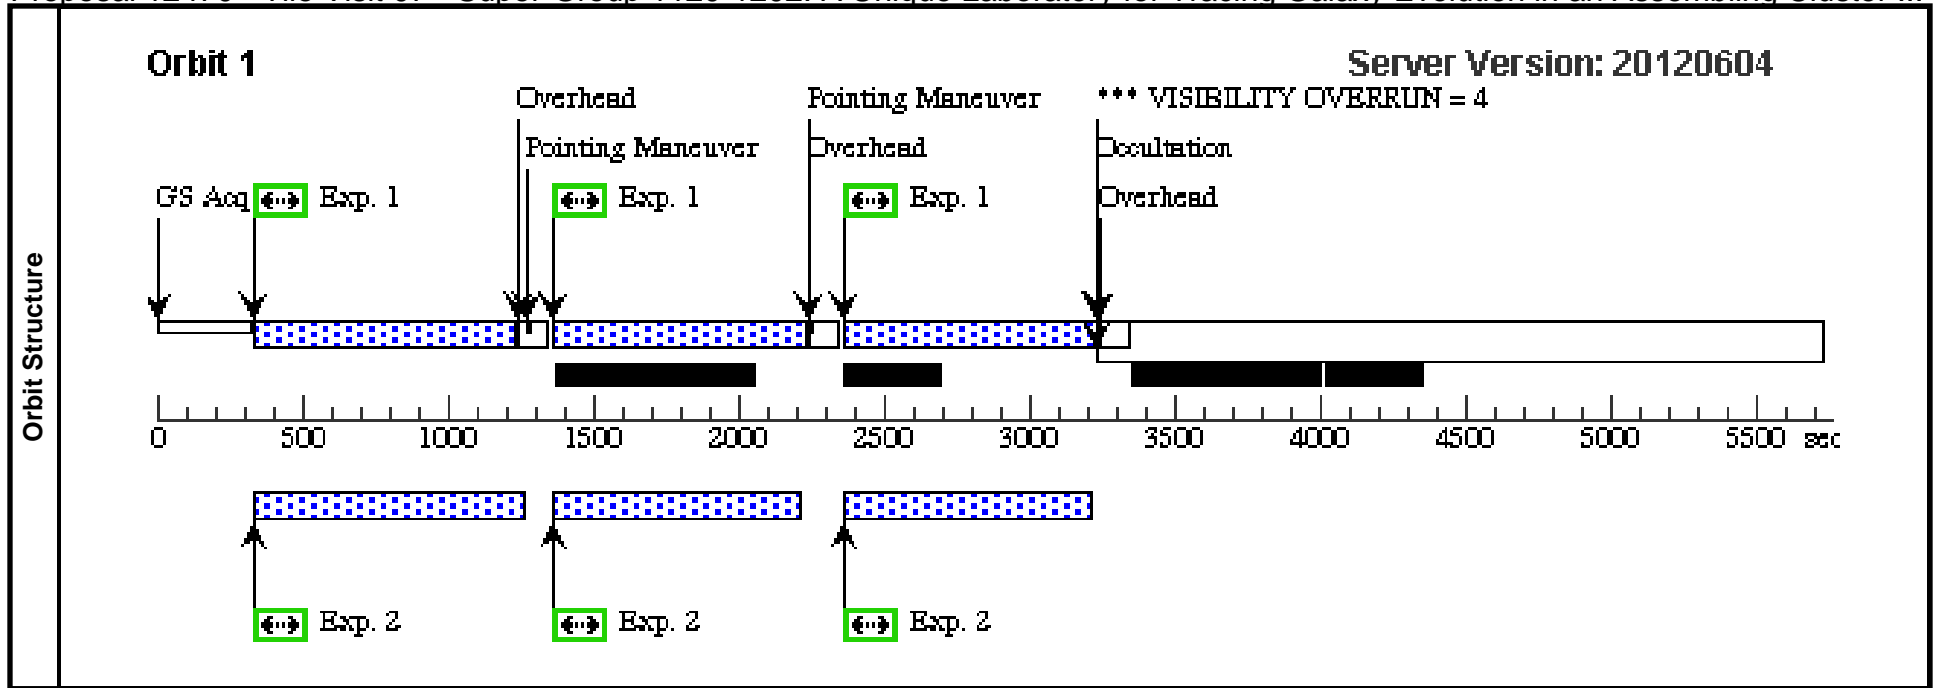 Orbit 1
Server Version: 20120604
Overhead
Pointing Maneuver
*** VISIBILITY OVERRUN = 4
Pointing Maneuver
Overhead
Occultation
GS Acq
Exp. 1
Exp. 1
Exp. 1
Overhead
Orbit Structure
0 500 1000 1500 2000 2500 3000 3500 4000 4500 5000 5500 sec
Exp. 2
Exp. 2
Exp. 2